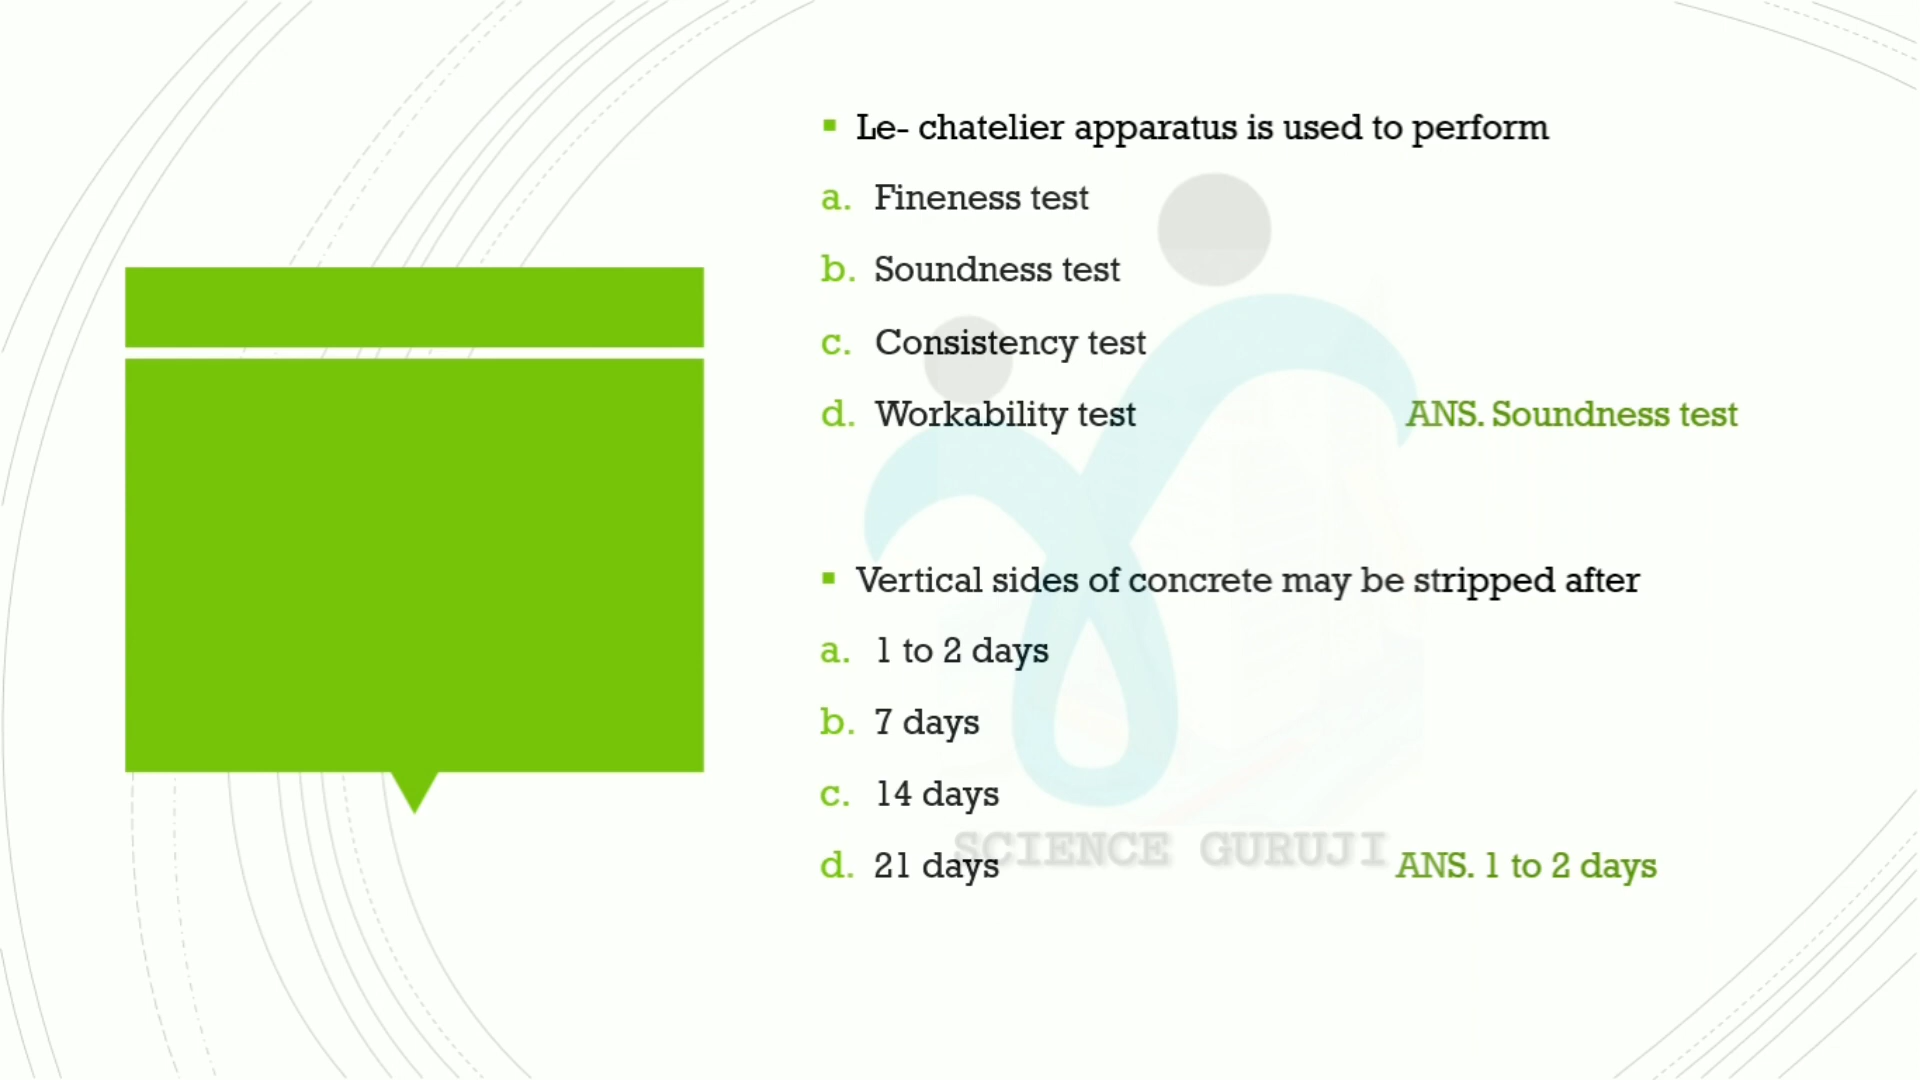 ▪ Le- chatelier apparatus is used to perform
a. Fineness test
b. Soundness test
c. Consistency test
d. Workability test ANS. Soundness test
▪ Vertical sides of concrete may be stripped after
a. 1 to 2 days
b. 7 days
c. 14 days
d. 21 days ANS. 1 to 2 days
SCIENCE GURUJI